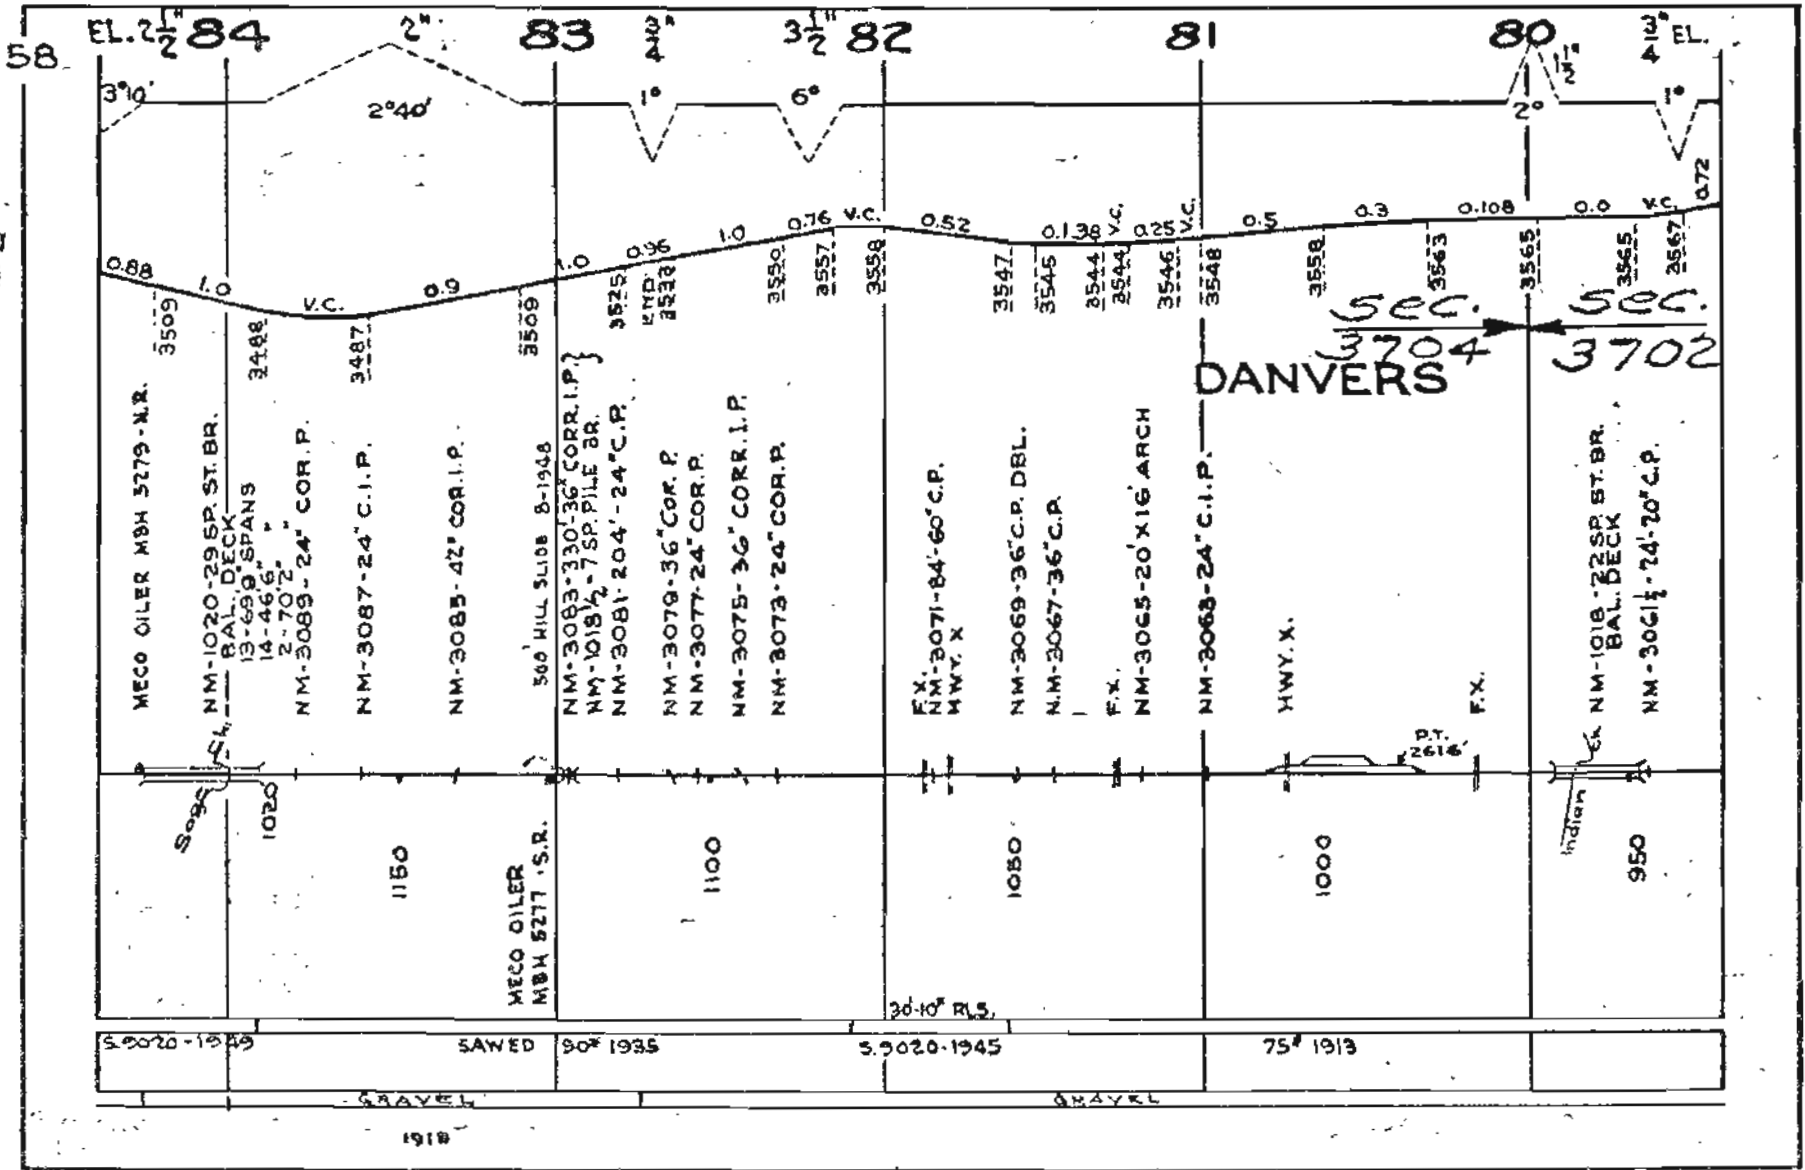 58
EL. 2½" 84 2" 83 ¾" 3½" 82 81 80 1½" ¾" EL.
3°10' 2°40' 1° 6° 2° 1°
0.88 1.0 V.C. 0.9 1.0 0.96 1.0 0.76 V.C. 0.52 0.138 V.C. 0.25 V.C. 0.5 0.3 0.108 0.0 V.C. 0.72
3509 3488 3487 3509 3525 END 3532 3550 3557 3558 3547 3545 3544 3544 3546 3548 3558 3563 3565 3565 3567
SEC. SEC.
3704 3702
DANVERS
MECO OILER MBH 5279-N.R.
NM-1020-29 SP. ST. BR.
BAL. DECK
13-69'9" SPANS
14-46'6" "
2-70'2" "
NM-3089-24" COR. P.
NM-3087-24" C.I.P.
NM-3085-42" COR. I.P.
500' HILL SLIDE 8-1948
NM-3083-330'-36" CORR. I.P. }
NM-1018½-7 SP. PILE BR.
NM-3081-204'-24" C.P.
NM-3079-36" COR. P.
NM-3077-24" COR. P.
NM-3075-36" CORR. I.P.
NM-3073-24" COR. P.
F.X.
NM-3071-84'-60" C.P.
HWY. X
NM-3069-36" C.P. DBL.
NM-3067-36" C.P.
F.X.
NM-3065-20'X16' ARCH
NM-3063-24" C.I.P.
HWY. X.
F.X.
NM-1018-22 SP. ST. BR.
BAL. DECK
NM-3061½-24'-20" C.P.
P.T.
2616'
Sage Ck.
Indian Ck
1020 1150 1100 1050 1000 950
MECO OILER
MBH 5277 - S.R.
30-10" RLS.
S. 9020-1949 SAWED 90# 1935 S. 9020-1945 75# 1913
GRAVEL GRAVEL
1918